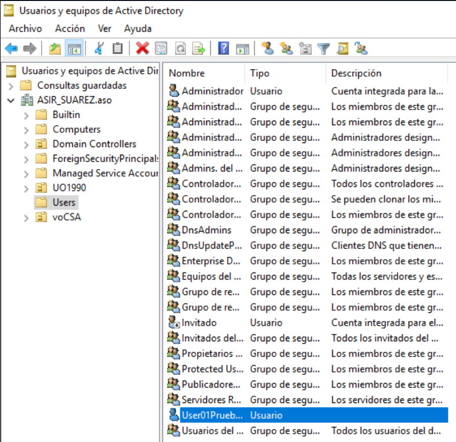 Usuarios y equipos de Active Directory
Archivo Acción Ver Ayuda
Usuarios y equipos de Active Dir
Consultas guardadas
ASIR_SUAREZ.aso
Builtin
Computers
Domain Controllers
ForeignSecurityPrincipals
Managed Service Accoun
UO1990
Users
voCSA
Nombre Tipo Descripción
Administrador Usuario Cuenta integrada para la...
Administrad... Grupo de segu... Los miembros de este gr...
Administrad... Grupo de segu... Los miembros de este gr...
Administrad... Grupo de segu... Administradores design...
Administrad... Grupo de segu... Los miembros de este gr...
Admins. del ... Grupo de segu... Administradores design...
Controlador... Grupo de segu... Todos los controladores ...
Controlador... Grupo de segu... Se pueden clonar los mi...
Controlador... Grupo de segu... Los miembros de este gr...
DnsAdmins Grupo de segu... Grupo de administrador...
DnsUpdateP... Grupo de segu... Clientes DNS que tienen...
Enterprise D... Grupo de segu... Los miembros de este gr...
Equipos del ... Grupo de segu... Todas los servidores y es...
Grupo de re... Grupo de segu... Los miembros de este gr...
Grupo de re... Grupo de segu... Los miembros de este gr...
Invitado Usuario Cuenta integrada para el...
Invitados del... Grupo de segu... Todos los invitados del ...
Propietarios ... Grupo de segu... Los miembros de este gr...
Protected Us... Grupo de segu... Los miembros de este gr...
Publicadore... Grupo de segu... Los miembros de este gr...
Servidores R... Grupo de segu... Los servidores de este gr...
User01Prueb... Usuario
Usuarios del ... Grupo de segu... Todos los usuarios del d...